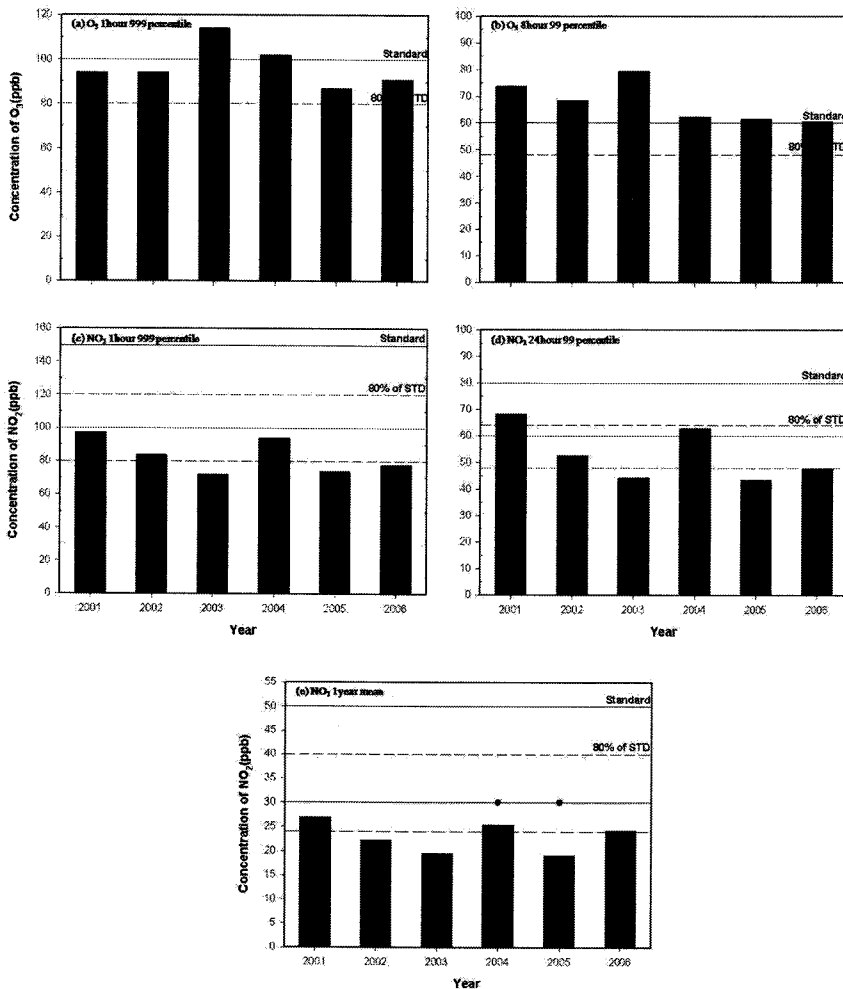 (a) O3 1hour 999 percentile
Concentration of O3(ppb)
120
100
80
60
40
20
0
Standard
80% of STD
(b) O3 8hour 99 percentile
100
90
80
70
60
50
40
30
20
10
0
Standard
80% of STD
(c) NO2 1hour 999 percentile
Concentration of NO2(ppb)
160
140
120
100
80
60
40
20
0
Standard
80% of STD
2001 2002 2003 2004 2005 2006
Year
(d) NO2 24hour 99 percentile
100
90
80
70
60
50
40
30
20
10
0
Standard
80% of STD
2001 2002 2003 2004 2005 2006
Year
(e) NO2 1year mean
Concentration of NO2(ppb)
55
50
45
40
35
30
25
20
15
10
5
0
Standard
80% of STD
2001 2002 2003 2004 2005 2006
Year